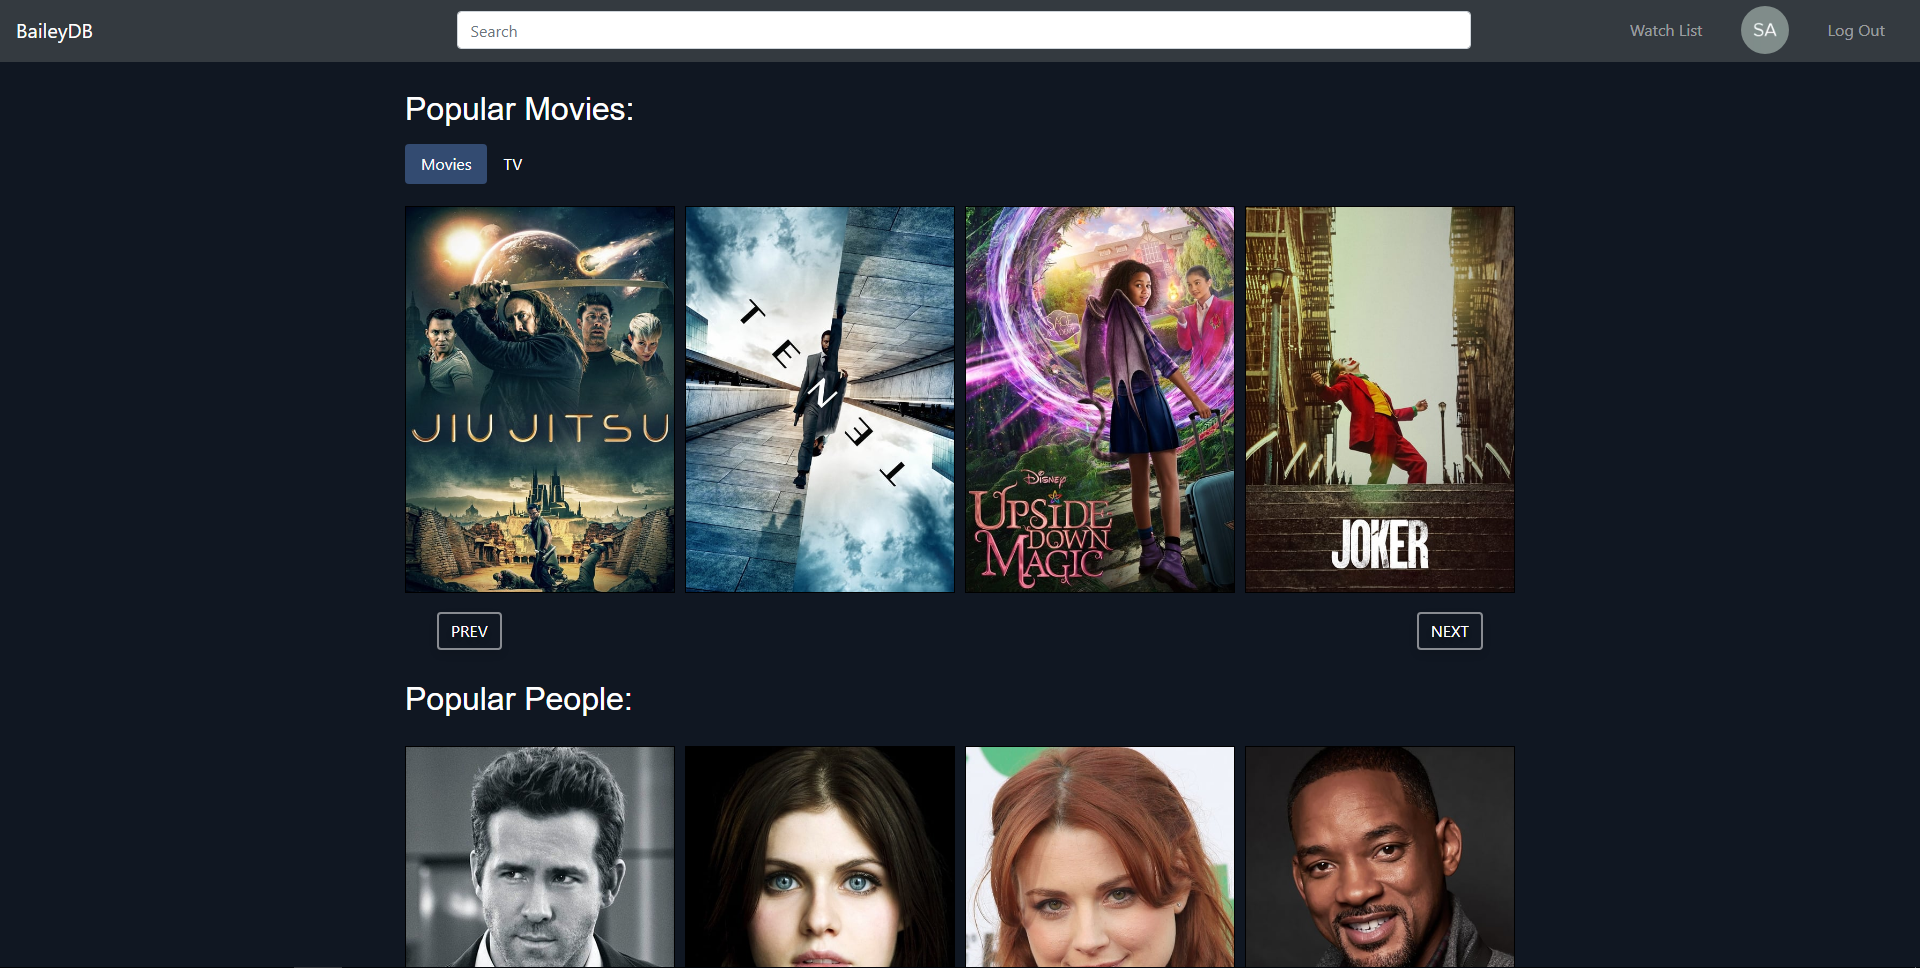 BaileyDB
Search
Watch List
SA
Log Out
Popular Movies:
Movies
TV
JIU JITSU
TENET
Disney
UPSIDE
DOWN
MAGIC
JOKER
PREV
NEXT
Popular People: